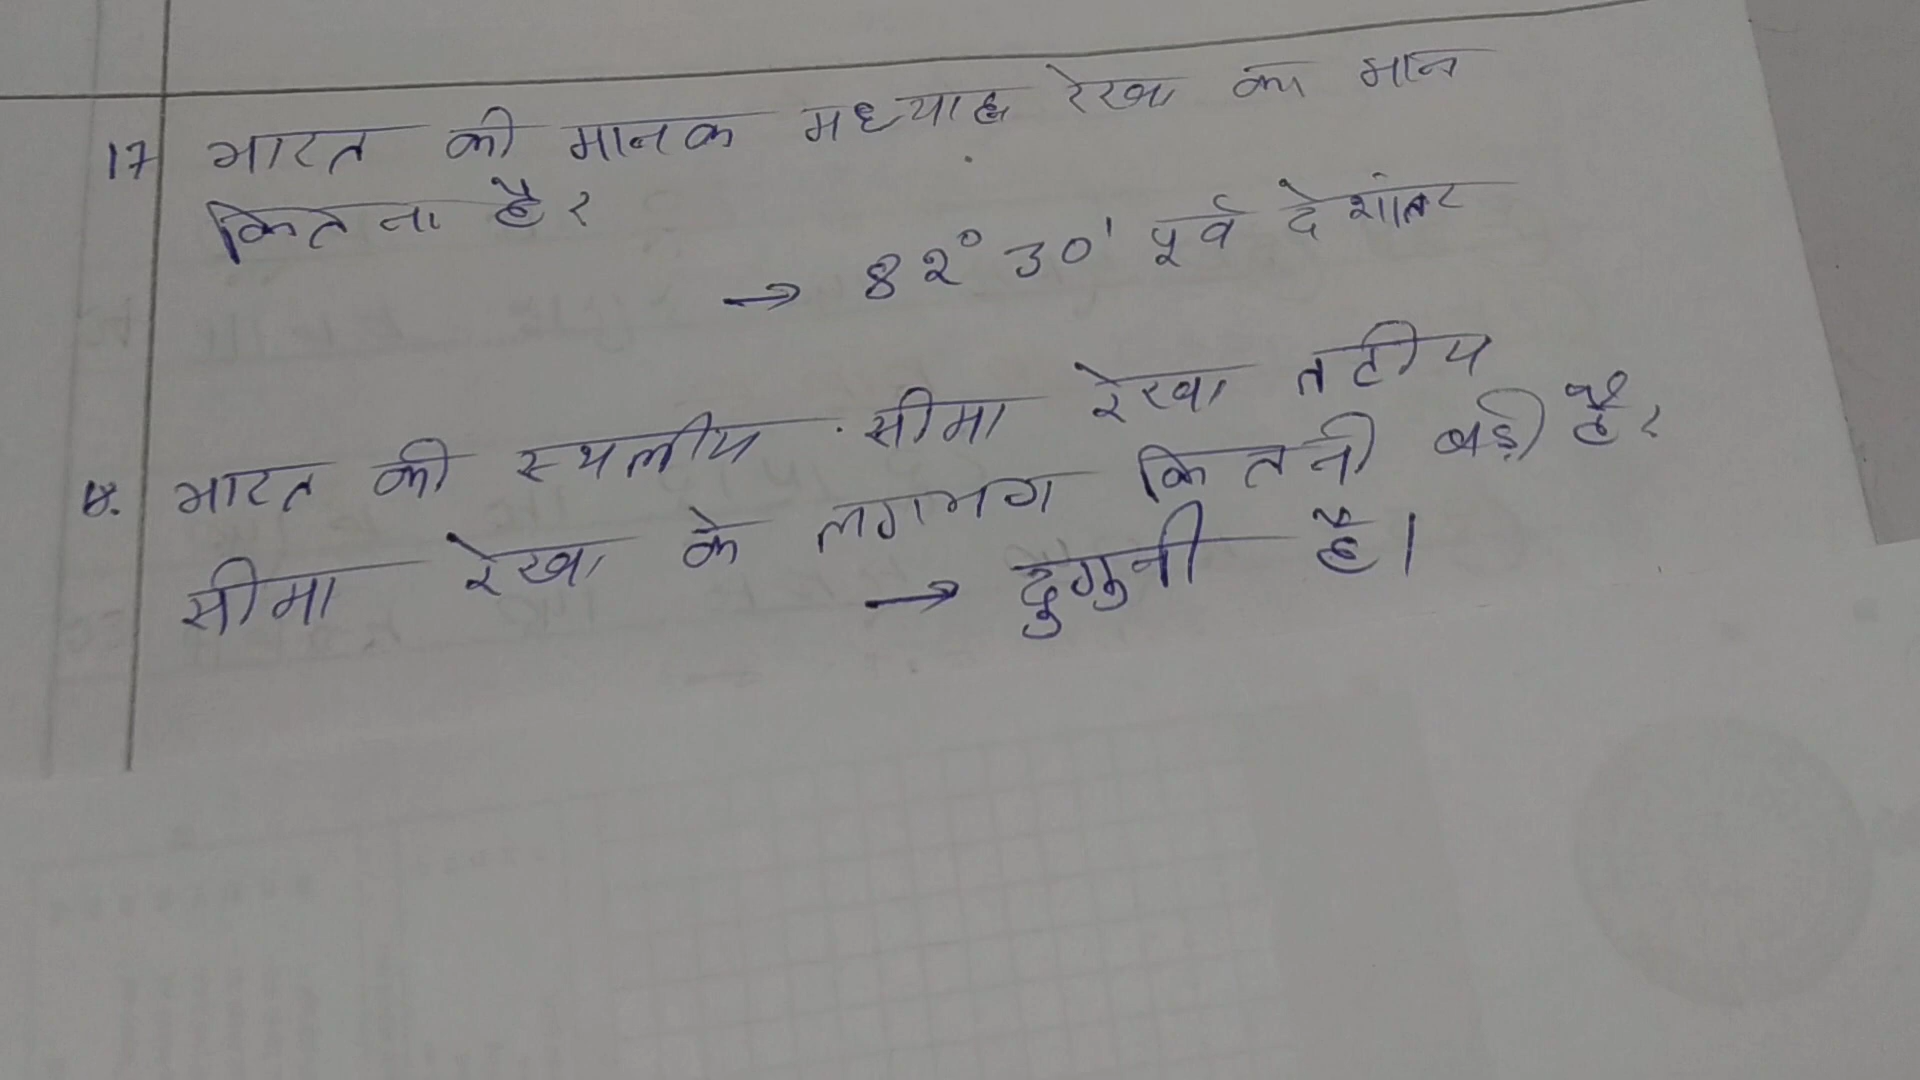 17 भारत की मानक मध्याह्न रेखा का मान
कितना है?
→ 82° 30' पूर्व देशांतर
18. भारत की स्थलीय सीमा रेखा तटीय
सीमा रेखा के लगभग कितनी बड़ी है?
→ दुगुनी है।